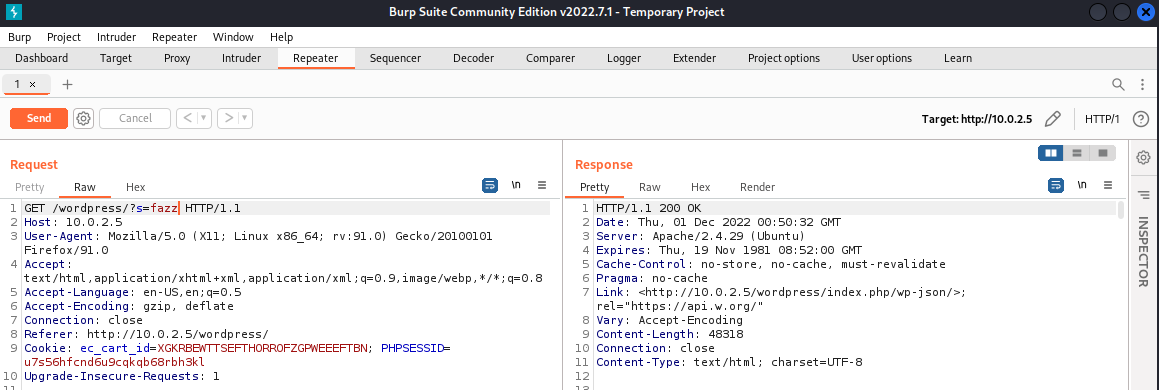 Burp Suite Community Edition v2022.7.1 - Temporary Project
Burp Project Intruder Repeater Window Help
Dashboard Target Proxy Intruder Repeater Sequencer Decoder Comparer Logger Extender Project options User options Learn
1 × +
Send Cancel < > Target: http://10.0.2.5 HTTP/1 ?
Request
Pretty Raw Hex \n
1 GET /wordpress/?s=fazz HTTP/1.1
2 Host: 10.0.2.5
3 User-Agent: Mozilla/5.0 (X11; Linux x86_64; rv:91.0) Gecko/20100101
Firefox/91.0
4 Accept:
text/html,application/xhtml+xml,application/xml;q=0.9,image/webp,*/*;q=0.8
5 Accept-Language: en-US,en;q=0.5
6 Accept-Encoding: gzip, deflate
7 Connection: close
8 Referer: http://10.0.2.5/wordpress/
9 Cookie: ec_cart_id=XGKRBEWTTSEFTHORROFZGPWEEEFTBN; PHPSESSID=
u7s56hfcnd6u9cqkqb68rbh3kl
10 Upgrade-Insecure-Requests: 1
11
Response
Pretty Raw Hex Render \n
1 HTTP/1.1 200 OK
2 Date: Thu, 01 Dec 2022 00:50:32 GMT
3 Server: Apache/2.4.29 (Ubuntu)
4 Expires: Thu, 19 Nov 1981 08:52:00 GMT
5 Cache-Control: no-store, no-cache, must-revalidate
6 Pragma: no-cache
7 Link: <http://10.0.2.5/wordpress/index.php/wp-json/>;
rel="https://api.w.org/"
8 Vary: Accept-Encoding
9 Content-Length: 48318
10 Connection: close
11 Content-Type: text/html; charset=UTF-8
12
INSPECTOR